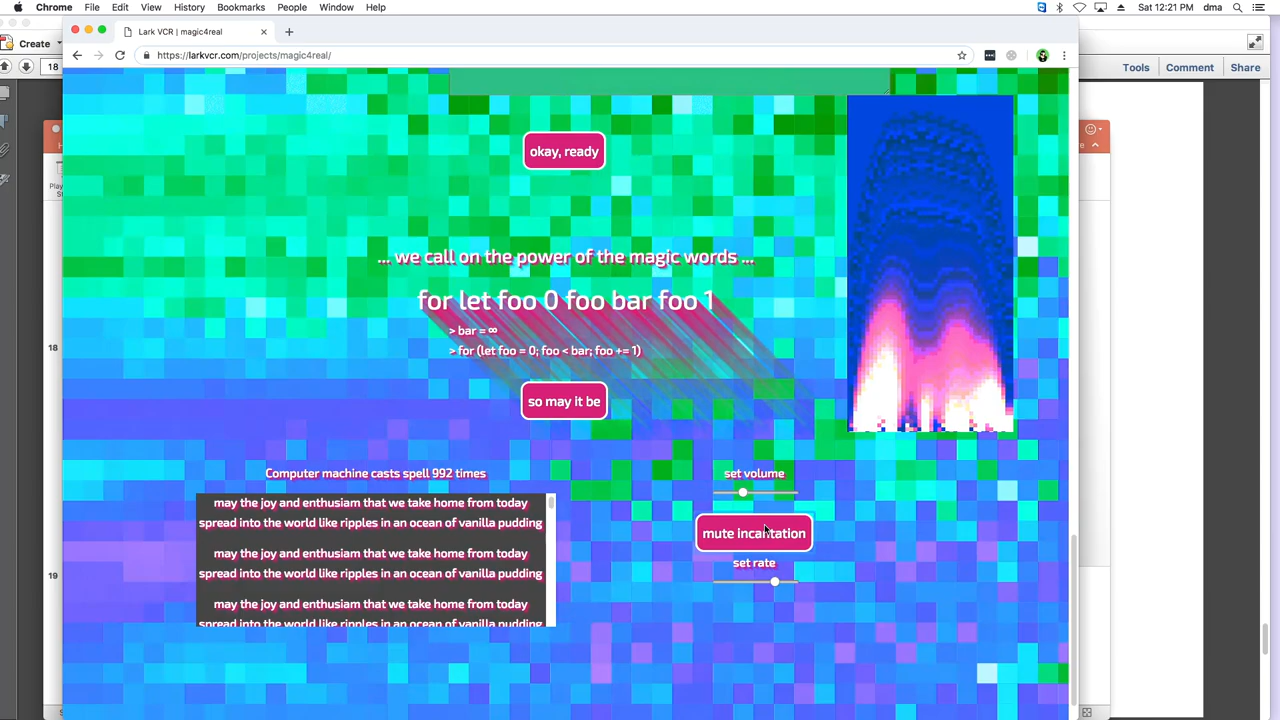 Chrome File Edit View History Bookmarks People Window Help Sat 12:21 PM dma
Create
Lark VCR | magic4real
https://larkvcr.com/projects/magic4real/
18
Tools Comment Share
okay, ready
... we call on the power of the magic words ...
for let foo 0 foo bar foo 1
> bar = ∞
> for (let foo = 0; foo < bar; foo += 1)
so may it be
18
Computer machine casts spell 992 times
set volume
may the joy and enthusiam that we take home from today
spread into the world like ripples in an ocean of vanilla pudding
mute incantation
may the joy and enthusiam that we take home from today
spread into the world like ripples in an ocean of vanilla pudding
set rate
19
may the joy and enthusiam that we take home from today
spread into the world like ripples in an ocean of vanilla pudding